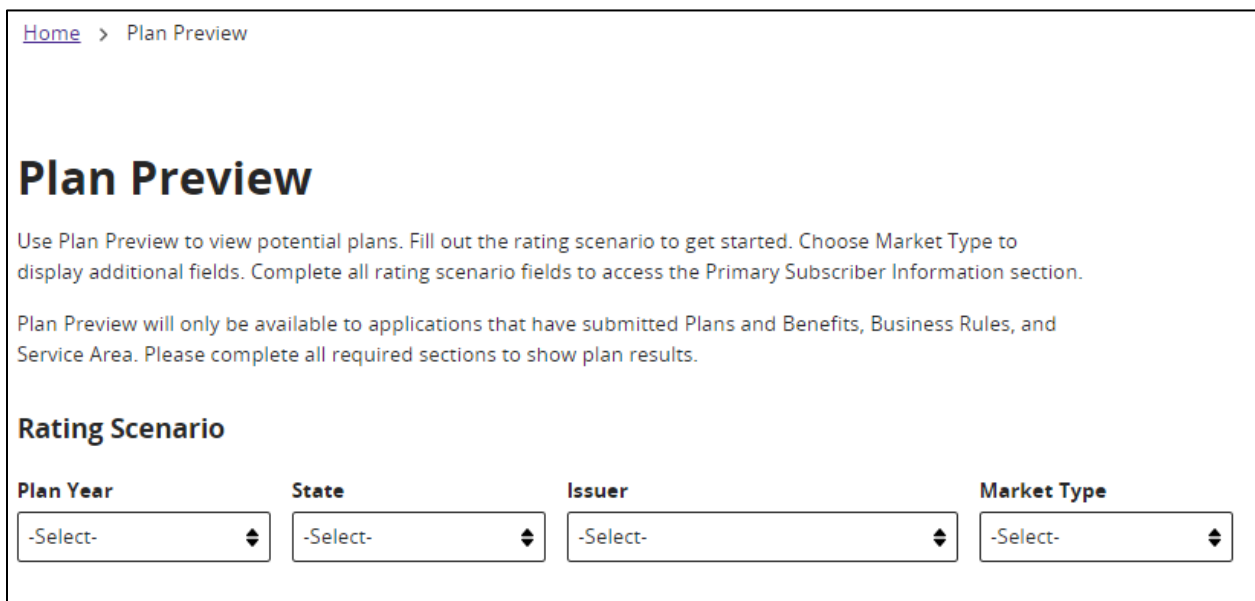 Home > Plan Preview
Plan Preview
Use Plan Preview to view potential plans. Fill out the rating scenario to get started. Choose Market Type to
display additional fields. Complete all rating scenario fields to access the Primary Subscriber Information section.
Plan Preview will only be available to applications that have submitted Plans and Benefits, Business Rules, and
Service Area. Please complete all required sections to show plan results.
Rating Scenario
Plan Year State Issuer Market Type
-Select- -Select- -Select- -Select-